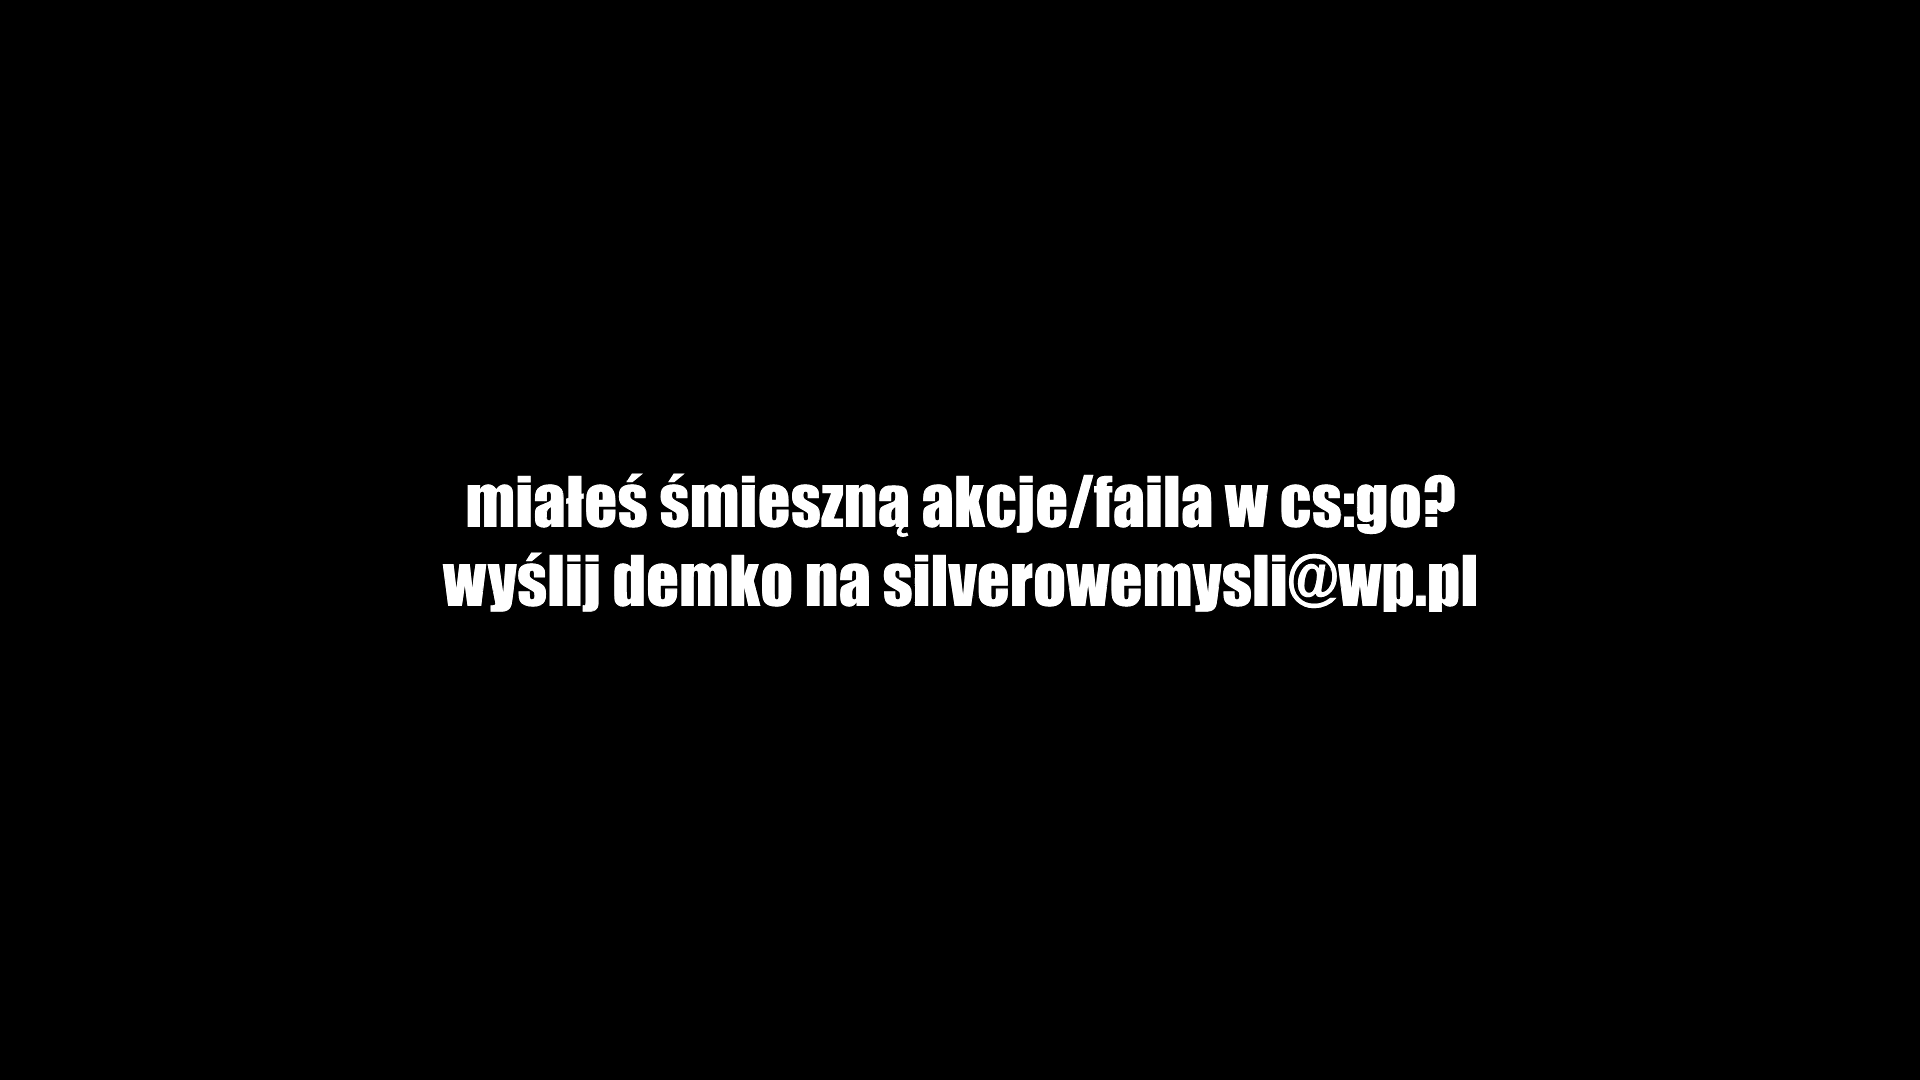 miałeś śmieszną akcje/faila w cs:go?
wyślij demko na silverowemysli@wp.pl